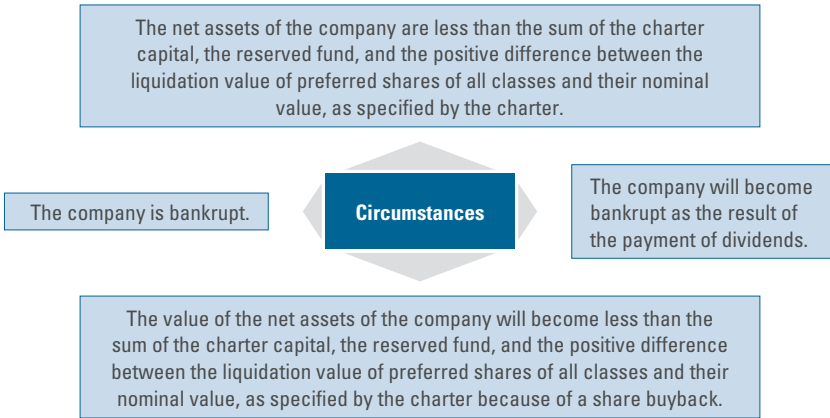 The net assets of the company are less than the sum of the charter
capital, the reserved fund, and the positive difference between the
liquidation value of preferred shares of all classes and their nominal
value, as specified by the charter.
The company is bankrupt.
Circumstances
The company will become
bankrupt as the result of
the payment of dividends.
The value of the net assets of the company will become less than the
sum of the charter capital, the reserved fund, and the positive difference
between the liquidation value of preferred shares of all classes and their
nominal value, as specified by the charter because of a share buyback.